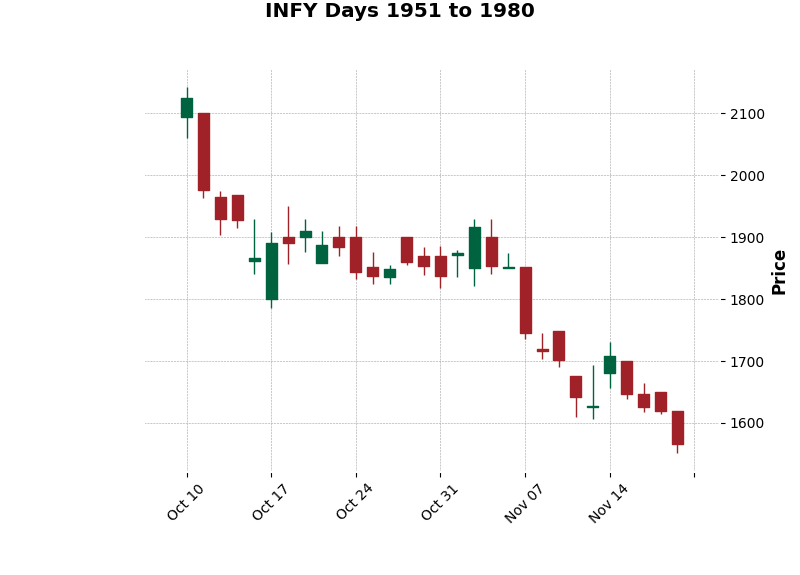 INFY Days 1951 to 1980
2100
2000
1900
1800
1700
1600
Price
Oct 10
Oct 17
Oct 24
Oct 31
Nov 07
Nov 14